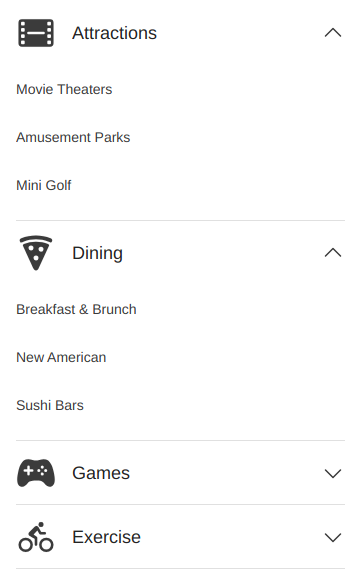 Attractions
Movie Theaters
Amusement Parks
Mini Golf
Dining
Breakfast & Brunch
New American
Sushi Bars
Games
Exercise